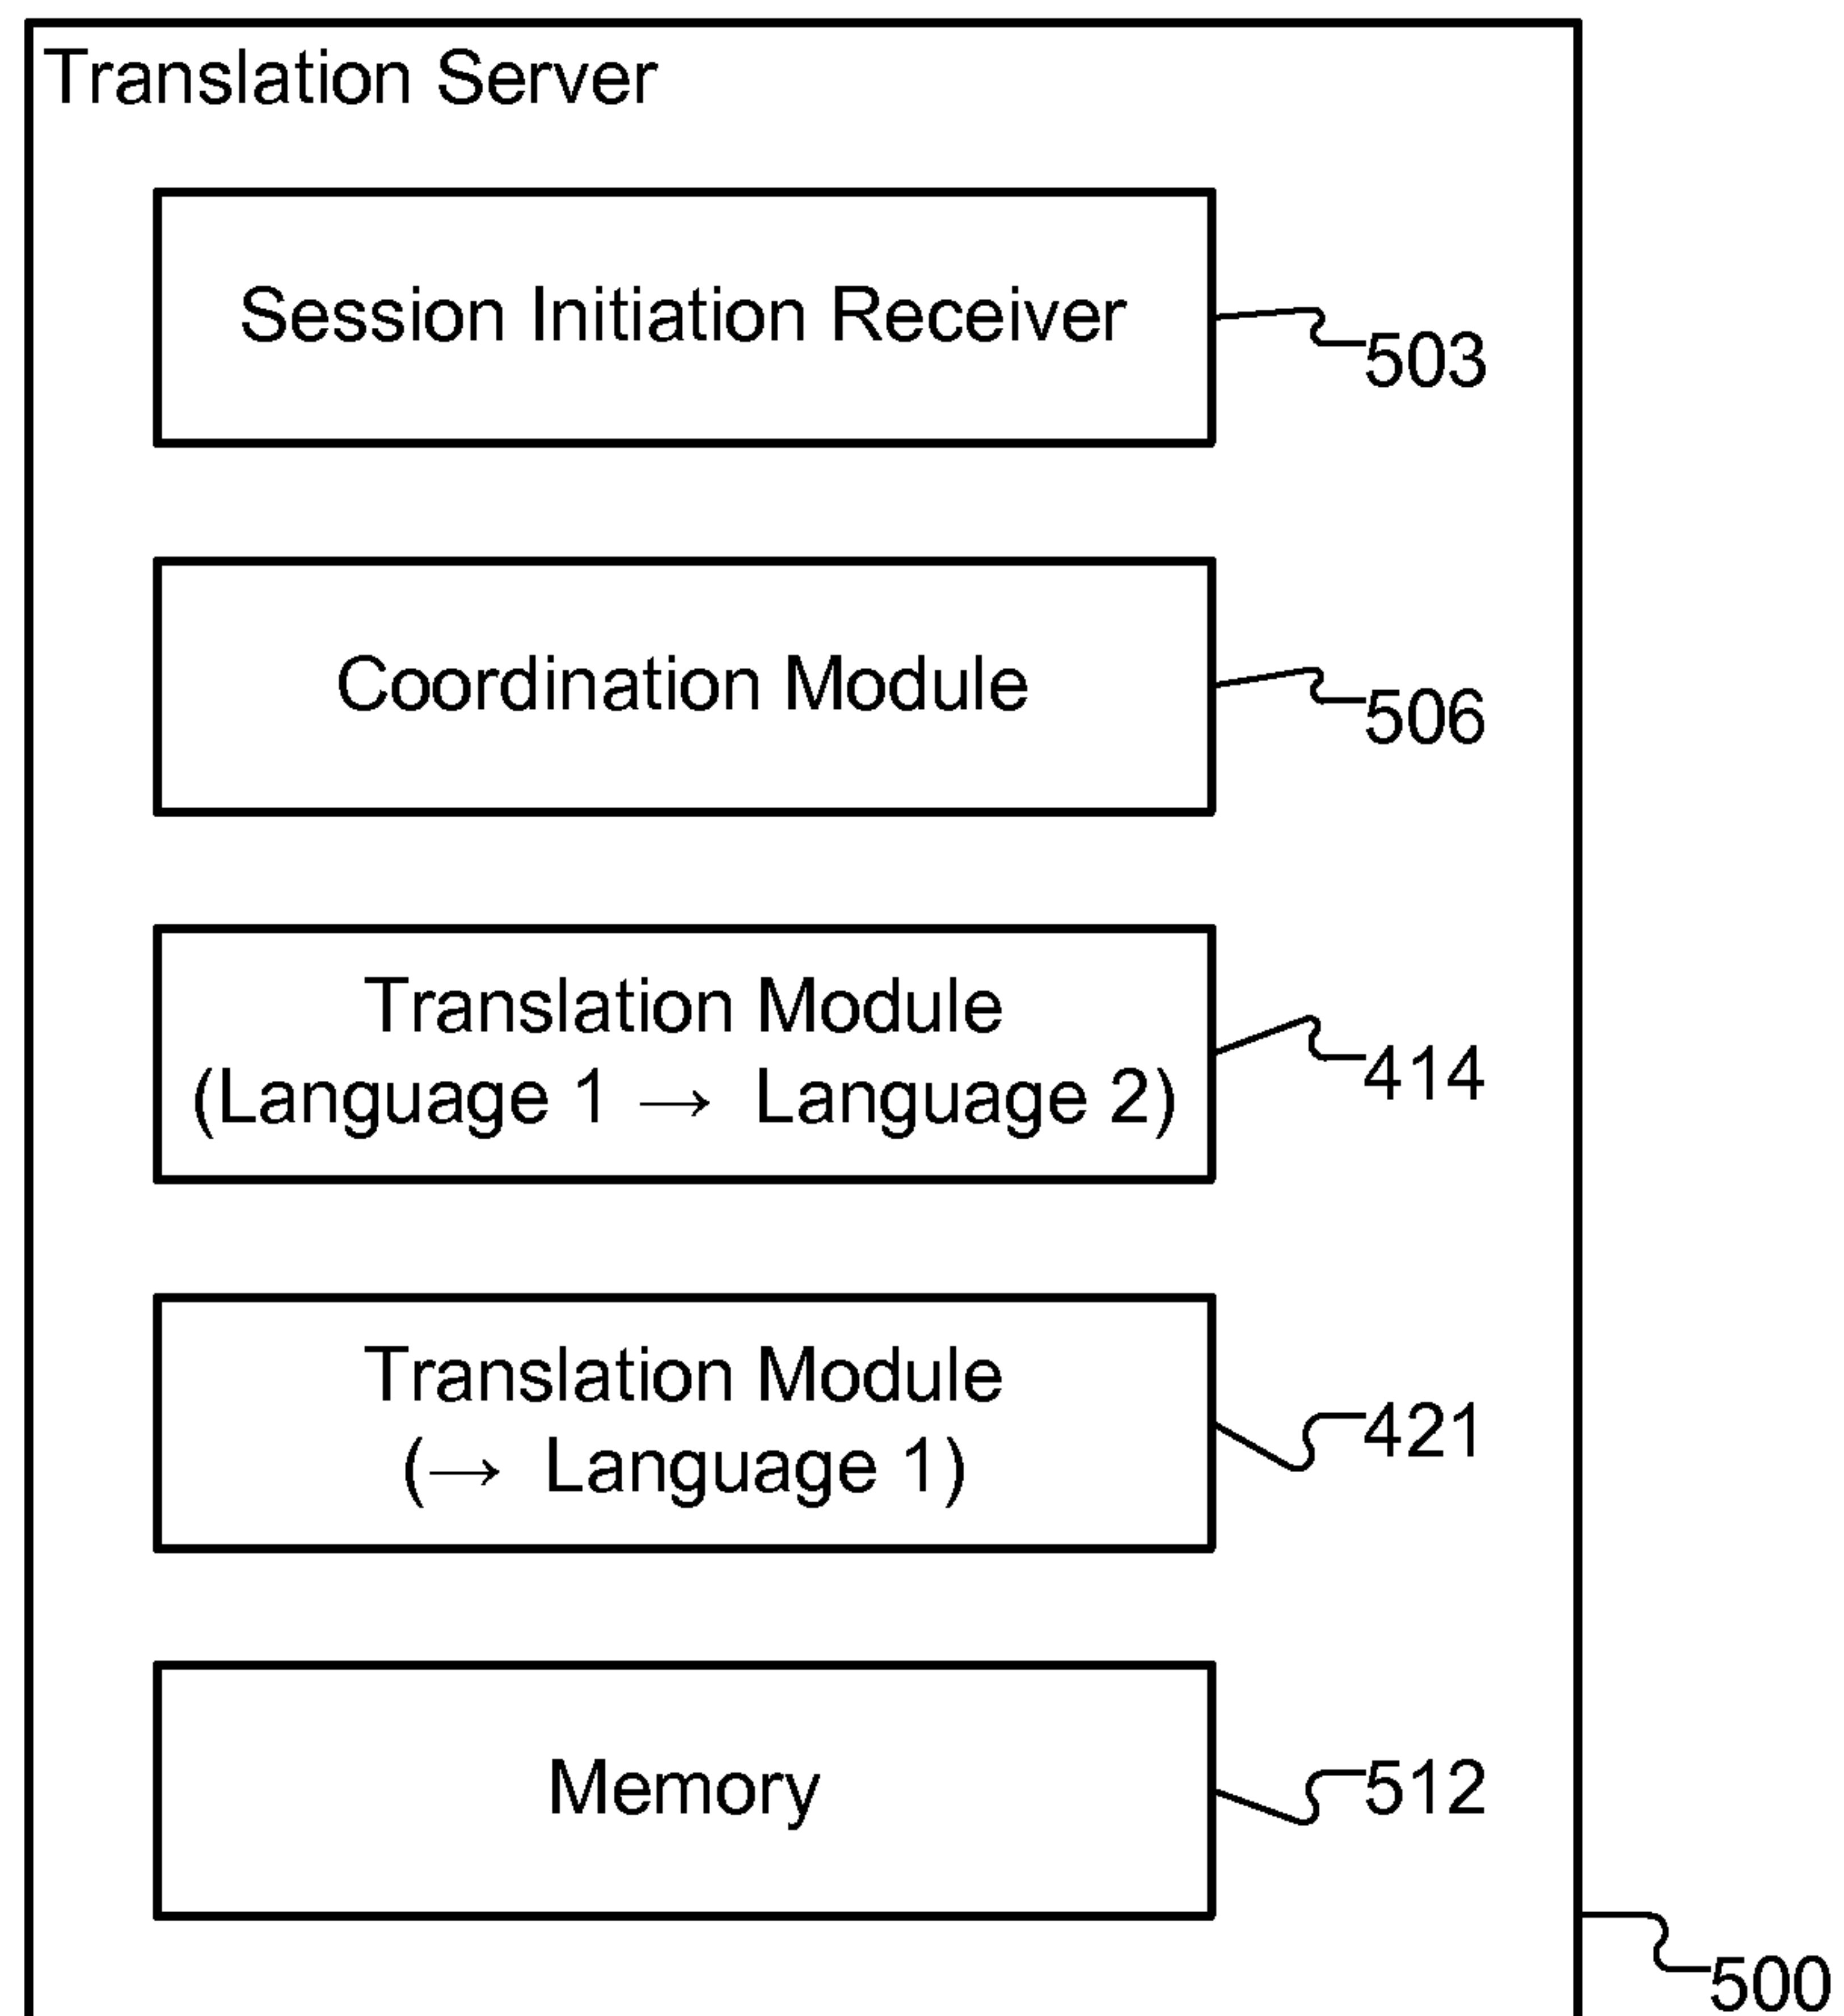 Translation Server
Session Initiation Receiver
503
Coordination Module
506
Translation Module
(Language 1 → Language 2)
414
Translation Module
(→ Language 1)
421
Memory
512
500